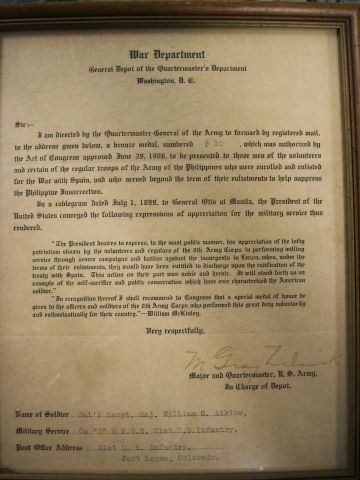 War Department
General Depot of the Quartermaster's Department
Washington, D. C.
Sir:--
I am directed by the Quartermaster-General of the Army to forward by registered mail,
to the address given below, a bronze medal, numbered # 10 , which was authorized by
the Act of Congress approved June 29, 1906, to be presented to those men of the volunteers
and certain of the regular troops of the Army of the Philippines who were enrolled and enlisted
for the War with Spain, and who served beyond the term of their enlistments to help suppress
the Philippine Insurrection.
In a cablegram dated July 1, 1899, to General Otis at Manila, the President of the
United States conveyed the following expressions of appreciation for the military service thus
rendered.
"The President desires to express, in the most public manner, his appreciation of the lofty
patriotism shown by the volunteers and regulars of the 8th Army Corps, in performing willing
service through severe campaigns and battles against the insurgents in Luzon, when, under the
terms of their enlistments, they would have been entitled to discharge upon the ratification of the
treaty with Spain. This action on their part was noble and heroic. It will stand forth as an
example of the self-sacrifice and public consecration which have ever characterized the American
soldier."
"In recognition thereof I shall recommend to Congress that a special medal of honor be
given to the officers and soldiers of the 8th Army Corps who performed this great duty voluntarily
and enthusiastically for their country."—William McKinley.
Very respectfully,
M. Gray
Major and Quartermaster, U. S. Army,
In Charge of Depot.
Name of Soldier Bat'l Sergt. Maj. William G. Atkins,
Military Service Co "G" & N.C.S. 21st U.S.Infantry.
Post Office Address 21st U. S. Infantry.
Fort Logan, Colorado.